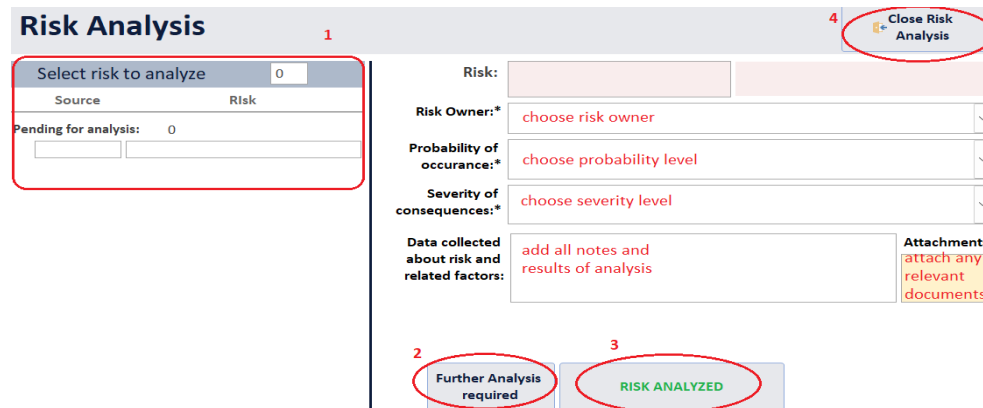 Risk Analysis
1
4
Close Risk
Analysis
Select risk to analyze 0
Source RIsk
Pending for analysis: 0
Risk:
Risk Owner:* choose risk owner
Probability of
occurance:* choose probability level
Severity of
consequences:* choose severity level
Data collected
about risk and
related factors:
add all notes and
results of analysis
Attachment
attach any
relevant
documents
2
Further Analysis
required
3
RISK ANALYZED